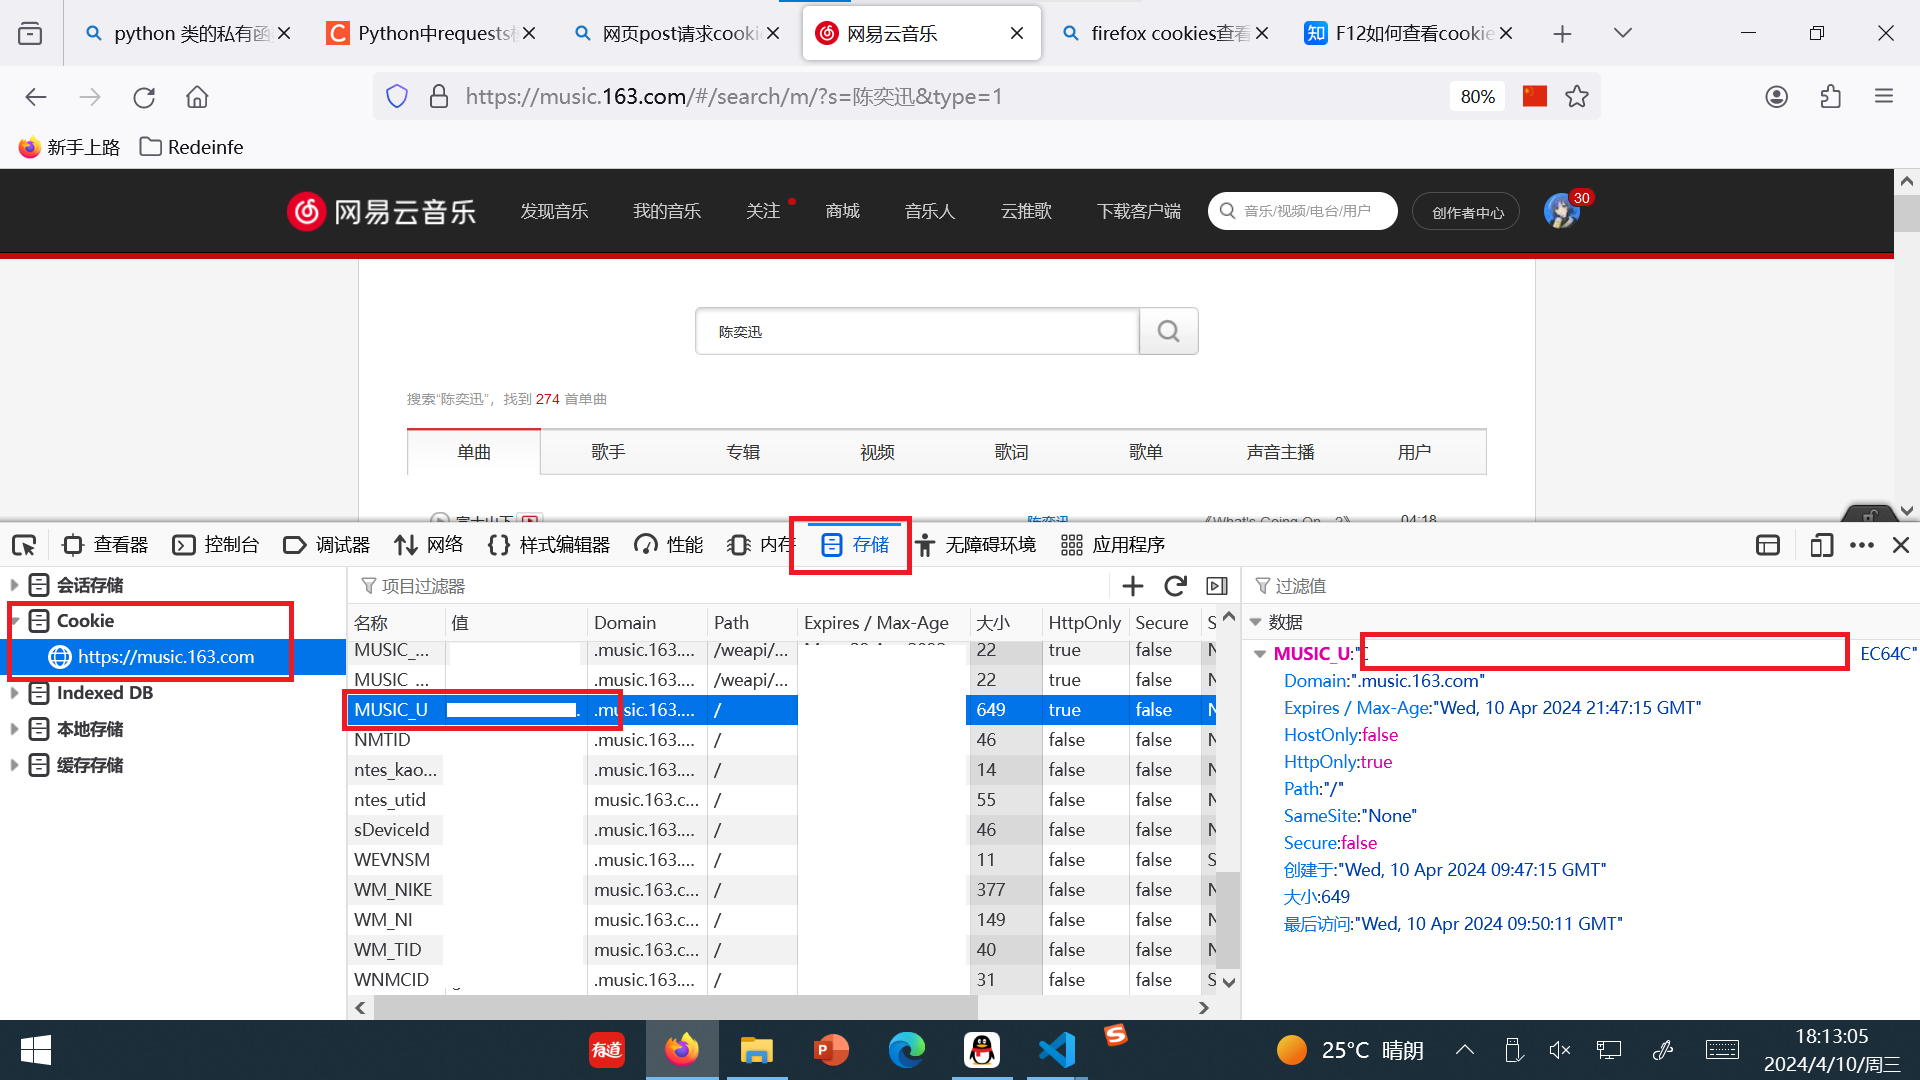 python 类的私有函
Python中requests模
网页post请求cooki
网易云音乐
firefox cookies查看
知 F12如何查看cookie
https://music.163.com/#/search/m/?s=陈奕迅&type=1
80%
新手上路
Redeinfe
网易云音乐
发现音乐
我的音乐
关注
商城
音乐人
云推歌
下载客户端
音乐/视频/电台/用户
创作者中心
30
陈奕迅
搜索“陈奕迅”，找到 274 首单曲
单曲
歌手
专辑
视频
歌词
歌单
声音主播
用户
富士山下
陈奕迅
《What's Going On...?》
04:18
查看器
控制台
调试器
网络
样式编辑器
性能
内存
存储
无障碍环境
应用程序
会话存储
Cookie
https://music.163.com
Indexed DB
本地存储
缓存存储
项目过滤器
名称 值 Domain Path Expires / Max-Age 大小 HttpOnly Secure S
MUSIC_... .music.163.... /weapi/... 22 true false N
MUSIC_... .music.163.... /weapi/... 22 true false N
MUSIC_U . .music.163.... / 649 true false N
NMTID .music.163.... / 46 false false N
ntes_kao... .music.163.... / 14 false false N
ntes_utid music.163.c... / 55 false false N
sDeviceId .music.163.... / 46 false false N
WEVNSM .music.163.... / 11 false false S
WM_NIKE music.163.c... / 377 false false N
WM_NI music.163.c... / 149 false false N
WM_TID music.163.c... / 40 false false N
WNMCID .music.163.... / 31 false false S
过滤值
数据
MUSIC_U:" EC64C"
Domain:".music.163.com"
Expires / Max-Age:"Wed, 10 Apr 2024 21:47:15 GMT"
HostOnly:false
HttpOnly:true
Path:"/"
SameSite:"None"
Secure:false
创建于:"Wed, 10 Apr 2024 09:47:15 GMT"
大小:649
最后访问:"Wed, 10 Apr 2024 09:50:11 GMT"
有道
25°C 晴朗
18:13:05
2024/4/10/周三